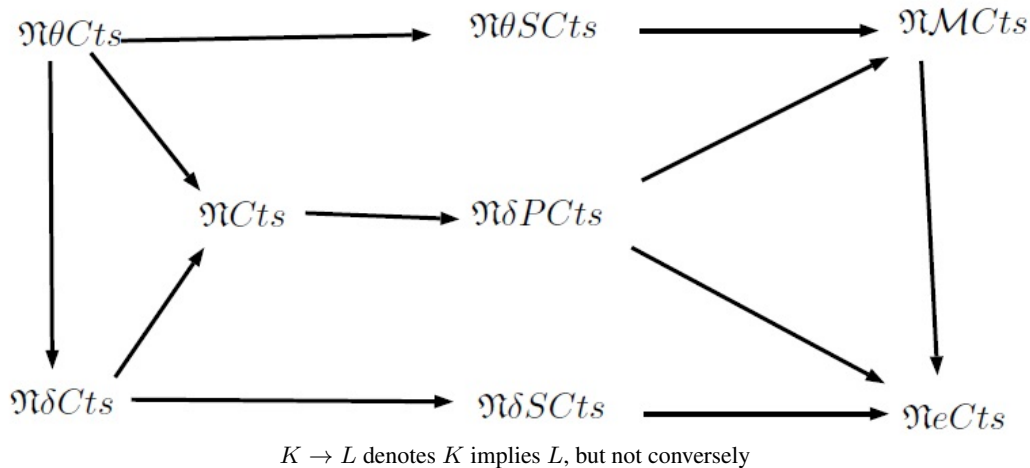 𝔑θCts 𝔑θSCts 𝔑ℳCts
𝔑Cts 𝔑δPCts
𝔑δCts 𝔑δSCts 𝔑eCts
K → L denotes K implies L, but not conversely